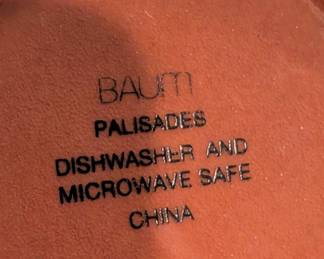 BAUM
PALISADES
DISHWASHER AND
MICROWAVE SAFE
CHINA